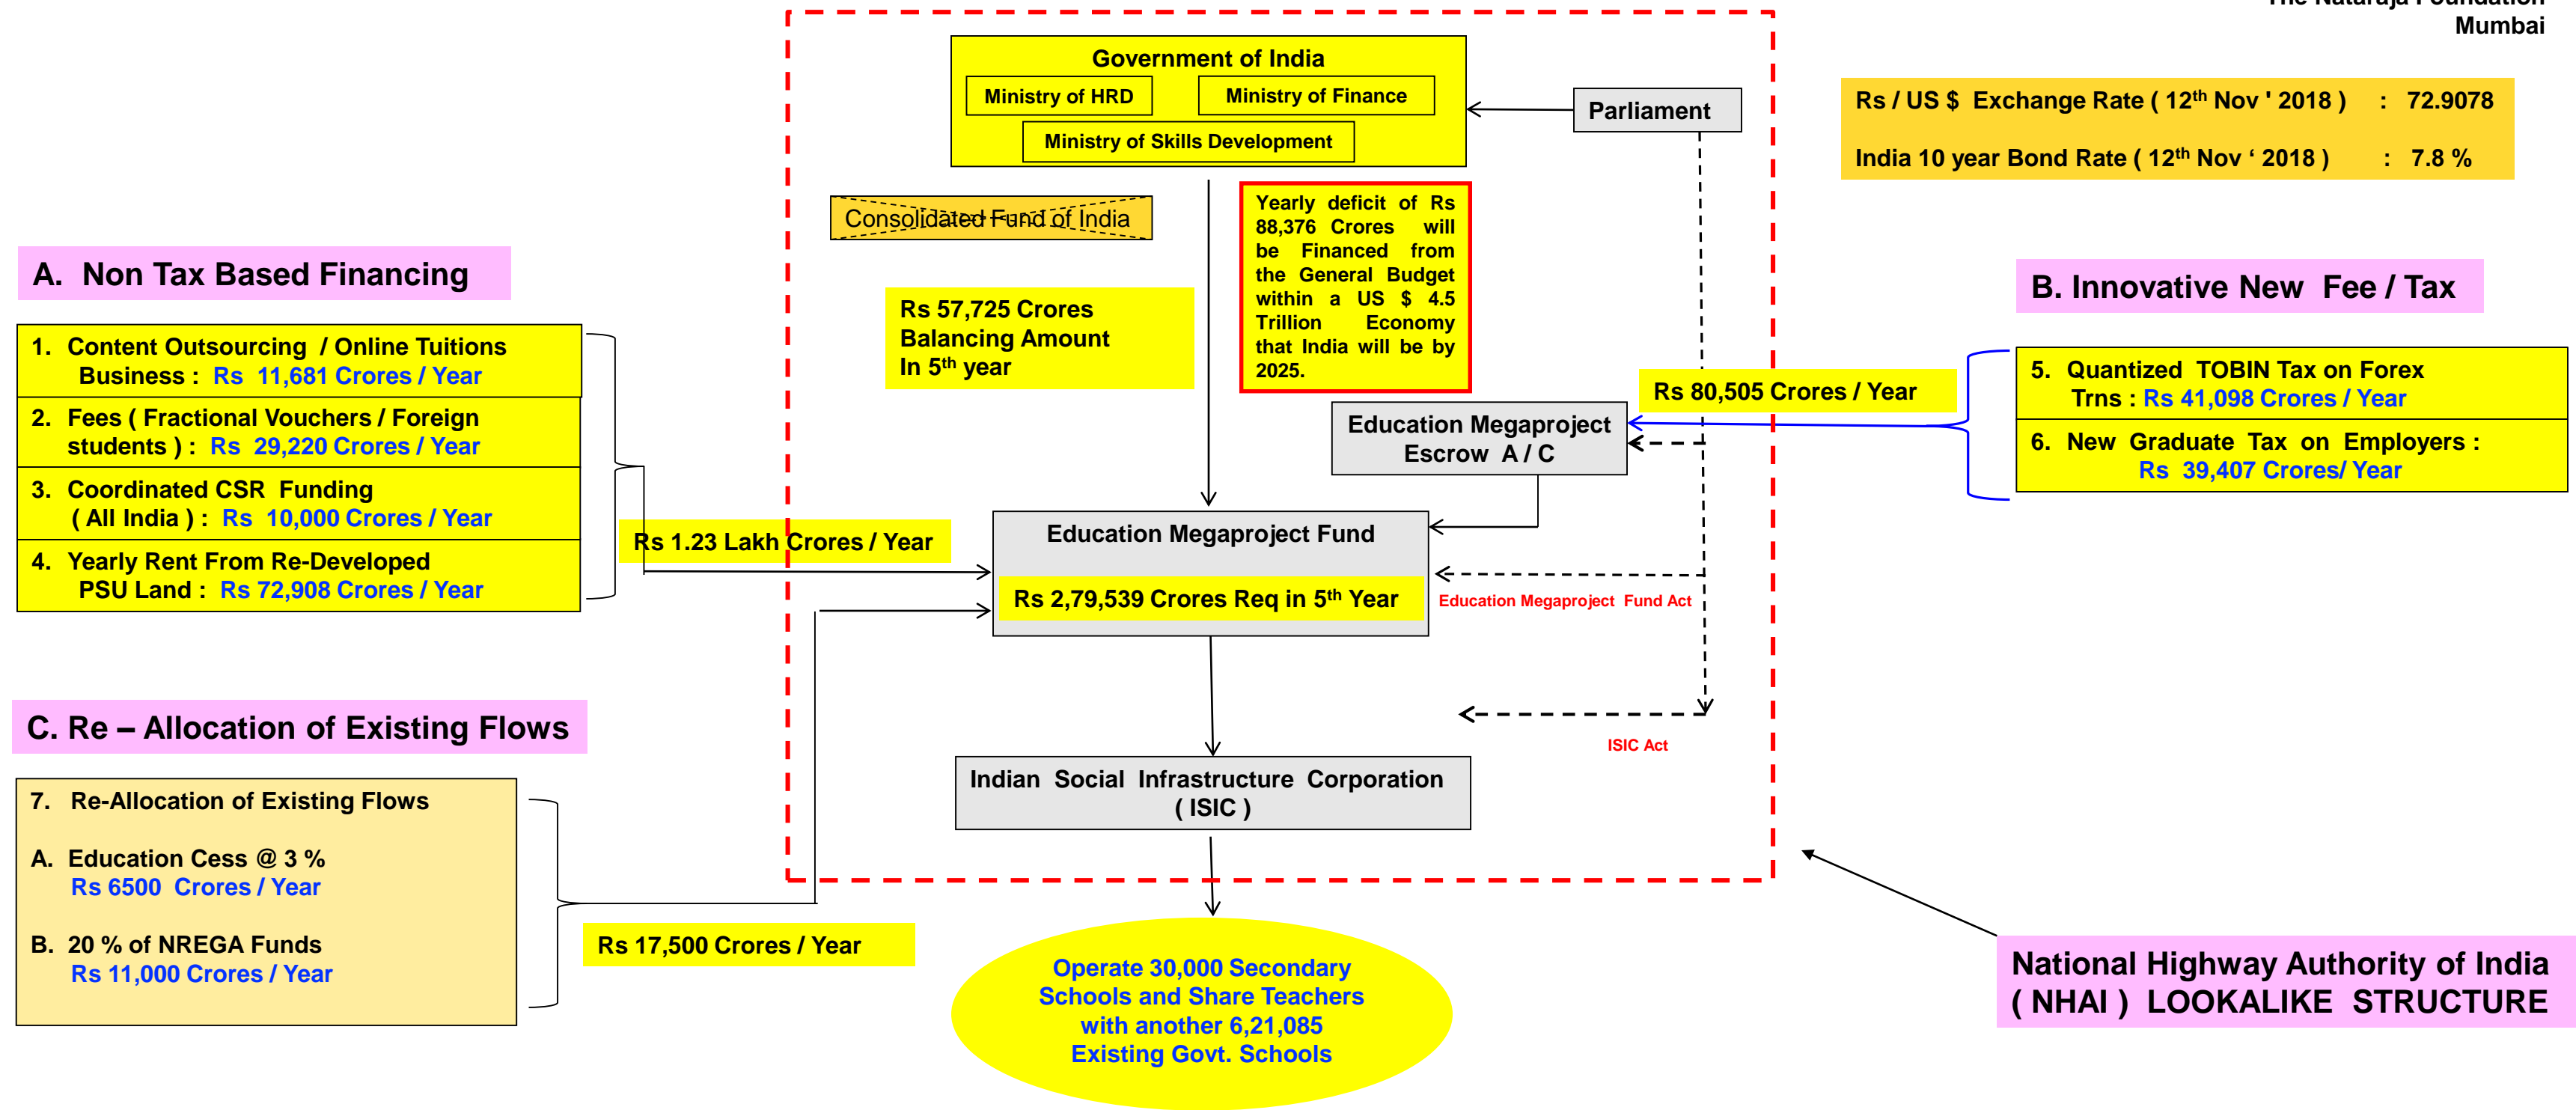 The Nataraja Foundation
Mumbai
Government of India
Ministry of HRD
Ministry of Finance
Ministry of Skills Development
Parliament
Rs / US $ Exchange Rate ( 12th Nov ' 2018 ) : 72.9078
India 10 year Bond Rate ( 12th Nov ‘ 2018 ) : 7.8 %
Consolidated Fund of India
Yearly deficit of Rs
88,376 Crores will
be Financed from
the General Budget
within a US $ 4.5
Trillion Economy
that India will be by
2025.
Rs 57,725 Crores
Balancing Amount
In 5th year
A. Non Tax Based Financing
1. Content Outsourcing / Online Tuitions
Business : Rs 11,681 Crores / Year
2. Fees ( Fractional Vouchers / Foreign
students ) : Rs 29,220 Crores / Year
3. Coordinated CSR Funding
( All India ) : Rs 10,000 Crores / Year
4. Yearly Rent From Re-Developed
PSU Land : Rs 72,908 Crores / Year
Rs 1.23 Lakh Crores / Year
B. Innovative New Fee / Tax
5. Quantized TOBIN Tax on Forex
Trns : Rs 41,098 Crores / Year
6. New Graduate Tax on Employers :
Rs 39,407 Crores/ Year
Rs 80,505 Crores / Year
Education Megaproject
Escrow A / C
Education Megaproject Fund
Rs 2,79,539 Crores Req in 5th Year
Education Megaproject Fund Act
C. Re – Allocation of Existing Flows
7. Re-Allocation of Existing Flows
A. Education Cess @ 3 %
Rs 6500 Crores / Year
B. 20 % of NREGA Funds
Rs 11,000 Crores / Year
Rs 17,500 Crores / Year
ISIC Act
Indian Social Infrastructure Corporation
( ISIC )
Operate 30,000 Secondary
Schools and Share Teachers
with another 6,21,085
Existing Govt. Schools
National Highway Authority of India
( NHAI ) LOOKALIKE STRUCTURE